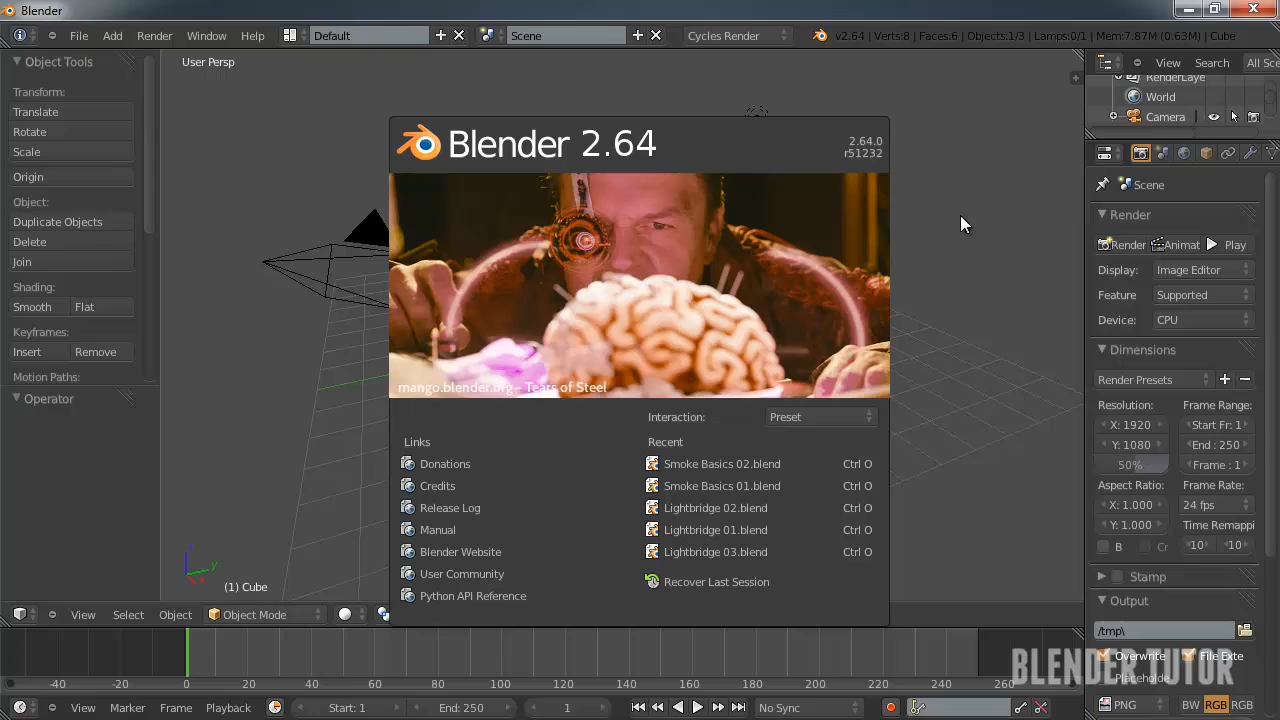 Blender
File Add Render Window Help Default Scene Cycles Render v2.64 | Verts:8 | Faces:6 | Objects:1/3 | Lamps:0/1 | Mem:7.87M (0.63M) | Cube
Object Tools
Transform:
Translate
Rotate
Scale
Origin
Object:
Duplicate Objects
Delete
Join
Shading:
Smooth Flat
Keyframes:
Insert Remove
Motion Paths:
Operator
User Persp
Blender 2.64
2.64.0
r51232
mango.blender.org - Tears of Steel
Interaction: Preset
Links
Donations
Credits
Release Log
Manual
Blender Website
User Community
Python API Reference
Recent
Smoke Basics 02.blend Ctrl O
Smoke Basics 01.blend Ctrl O
Lightbridge 02.blend Ctrl O
Lightbridge 01.blend Ctrl O
Lightbridge 03.blend Ctrl O
Recover Last Session
y
(1) Cube
View Select Object Object Mode
View Search All Sce
RenderLaye
World
Camera
Scene
Render
Render Animat Play
Display: Image Editor
Feature Supported
Device: CPU
Dimensions
Render Presets
Resolution: Frame Range:
X: 1920 Start Fr: 1
Y: 1080 End : 250
50% Frame : 1
Aspect Ratio: Frame Rate:
X: 1.000 24 fps
Y: 1.000 Time Remappi
B Cr 10 10
Stamp
Output
/tmp\
Overwrite File Exte
Placeholde
PNG BW RGB RGB
-40 -20 0 20 40 60 80 100 120 140 160 180 200 220 240 260
View Marker Frame Playback Start: 1 End: 250 1 No Sync
BLENDER TUTOR